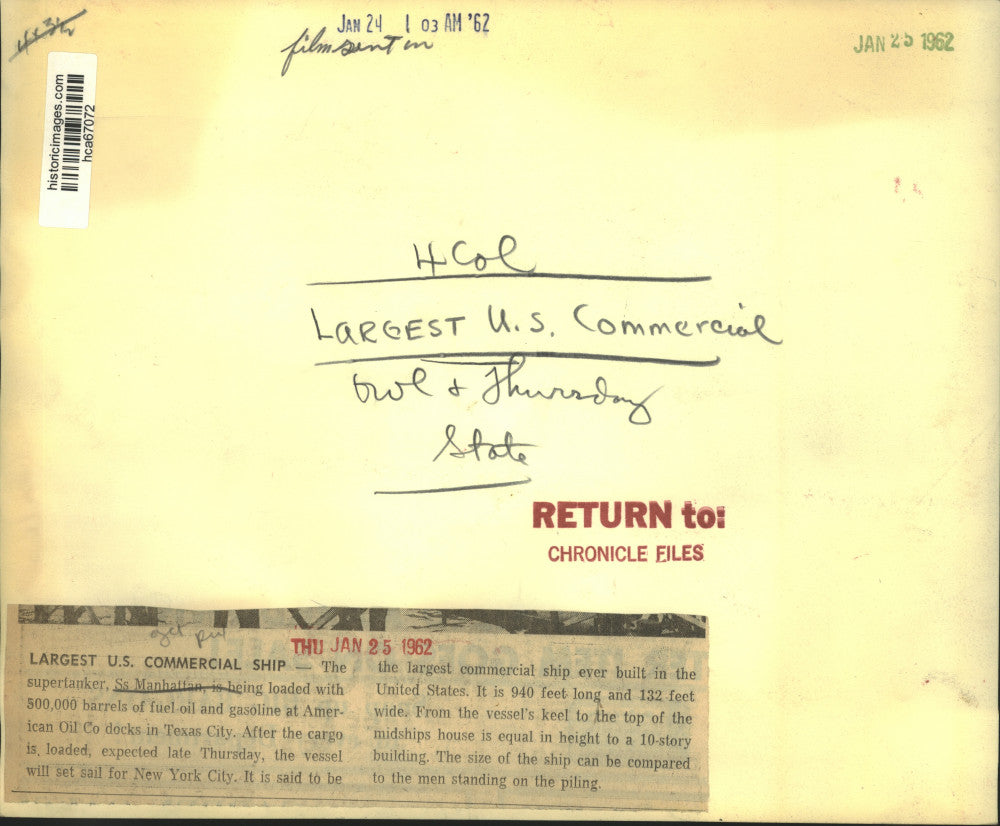 JAN 24 1 03 AM '62
film sent in
JAN 25 1962
historicimages.com
hca67072
4 Col
LARGEST U.S. Commercial
Owl + Thursday
State
RETURN to:
CHRONICLE FILES
THU JAN 25 1962
LARGEST U.S. COMMERCIAL SHIP — The
supertanker, Ss Manhattan, is being loaded with
500,000 barrels of fuel oil and gasoline at Amer-
ican Oil Co docks in Texas City. After the cargo
is loaded, expected late Thursday, the vessel
will set sail for New York City. It is said to be
the largest commercial ship ever built in the
United States. It is 940 feet long and 132 feet
wide. From the vessel's keel to the top of the
midships house is equal in height to a 10-story
building. The size of the ship can be compared
to the men standing on the piling.